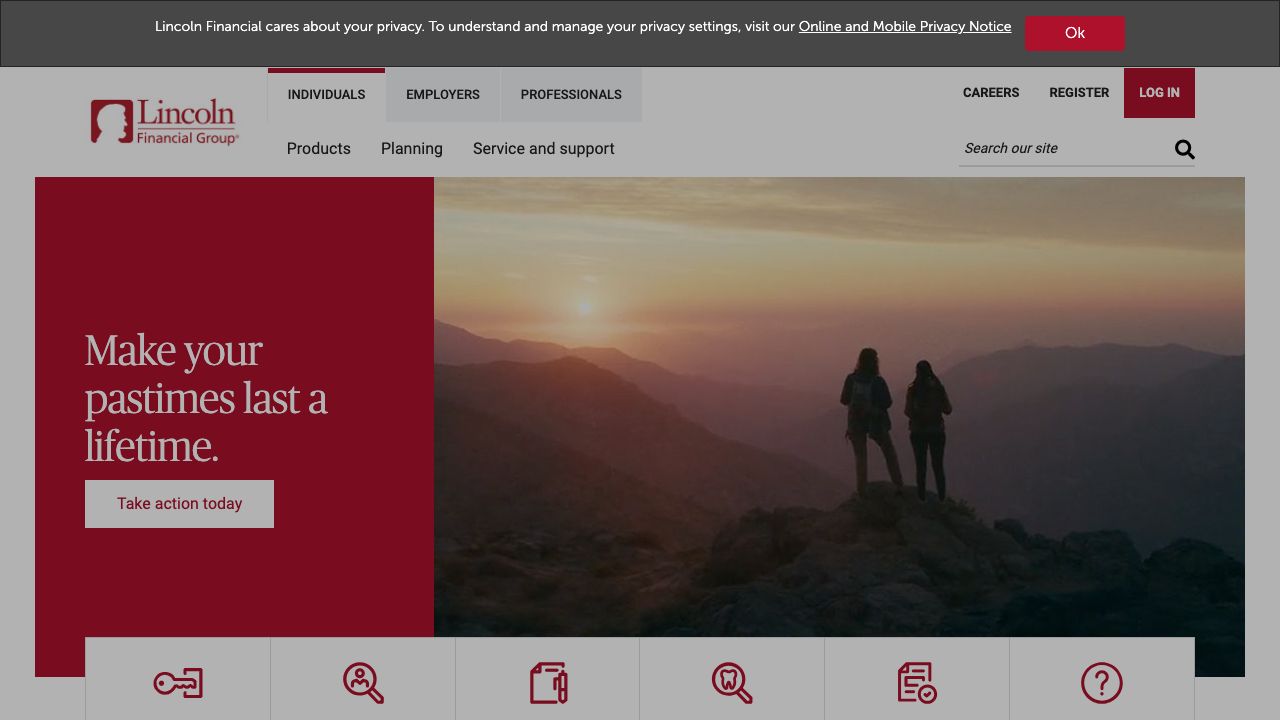 Lincoln Financial cares about your privacy. To understand and manage your privacy settings, visit our Online and Mobile Privacy Notice
Ok
Lincoln
Financial Group®
INDIVIDUALS
EMPLOYERS
PROFESSIONALS
CAREERS
REGISTER
LOG IN
Products
Planning
Service and support
Search our site
Make your
pastimes last a
lifetime.
Take action today